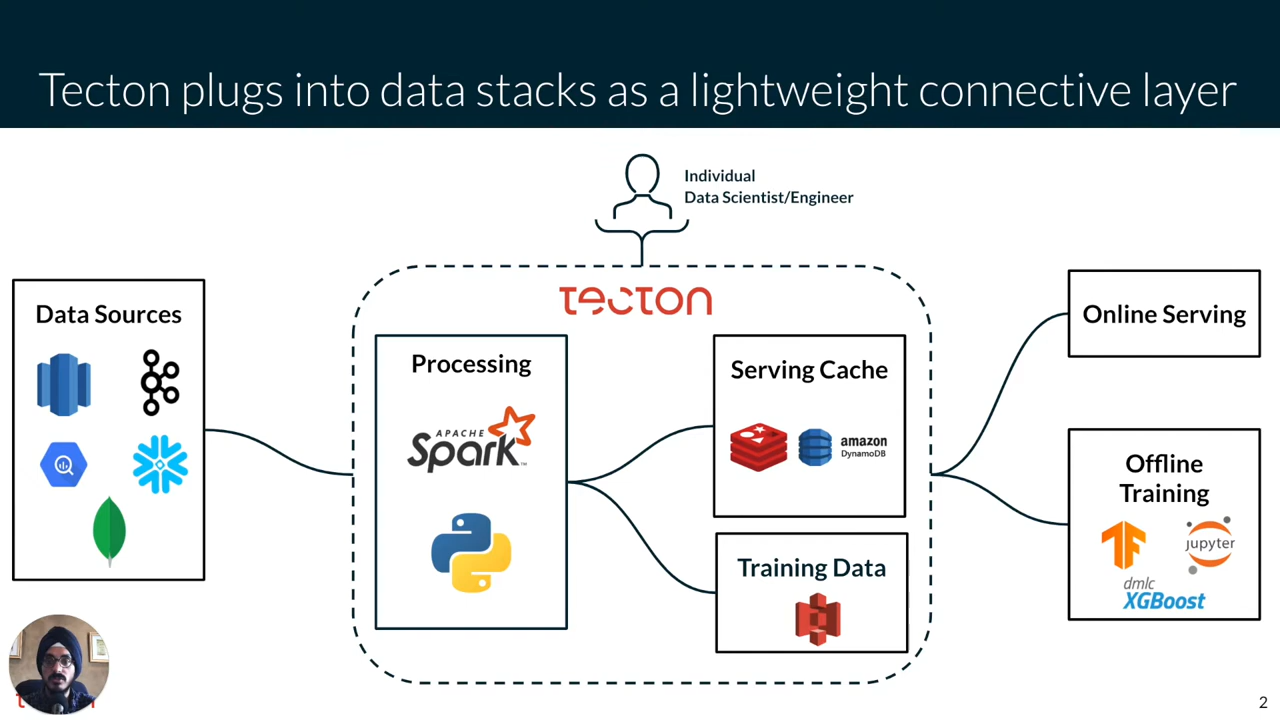 Tecton plugs into data stacks as a lightweight connective layer
Individual
Data Scientist/Engineer
tecton
Data Sources
Processing
APACHE
Spark
Serving Cache
amazon
DynamoDB
Training Data
Online Serving
Offline
Training
jupyter
dmlc
XGBoost
2